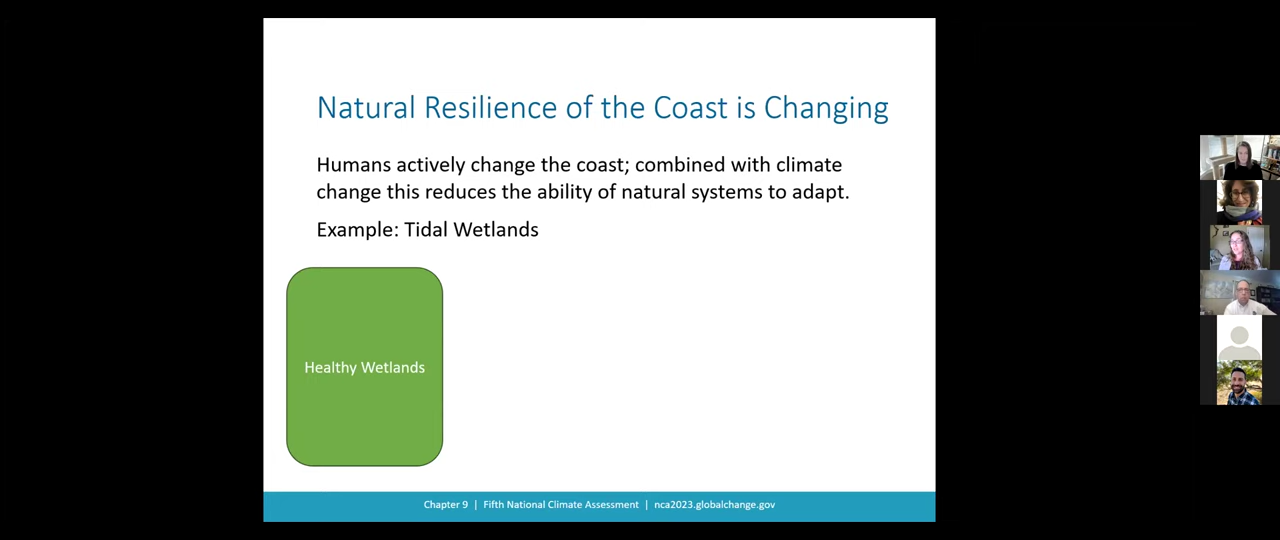 Natural Resilience of the Coast is Changing
Humans actively change the coast; combined with climate
change this reduces the ability of natural systems to adapt.
Example: Tidal Wetlands
Healthy Wetlands
Chapter 9 | Fifth National Climate Assessment | nca2023.globalchange.gov